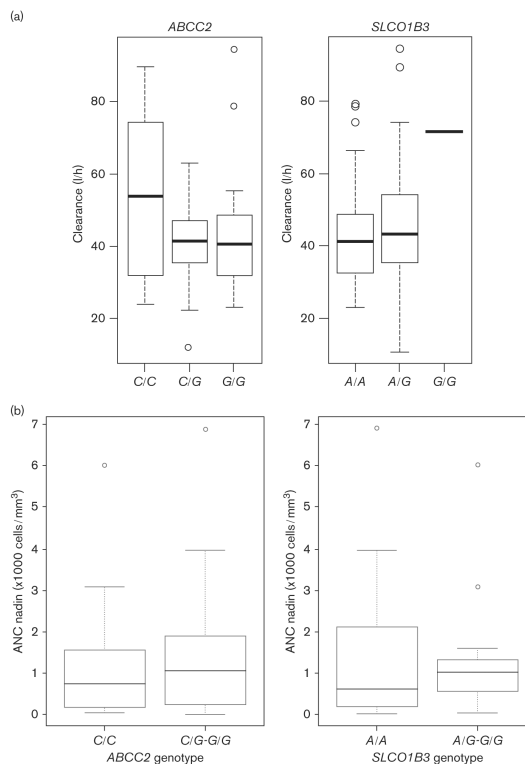 (a)
ABCC2
SLCO1B3
Clearance (l/h)
80
60
40
20
C/C
C/G
G/G
Clearance (l/h)
80
60
40
20
A/A
A/G
G/G
(b)
ANC nadin (x1000 cells/mm³)
7
6
5
4
3
2
1
0
C/C
C/G-G/G
ABCC2 genotype
ANC nadin (x1000 cells/mm³)
7
6
5
4
3
2
1
0
A/A
A/G-G/G
SLCO1B3 genotype